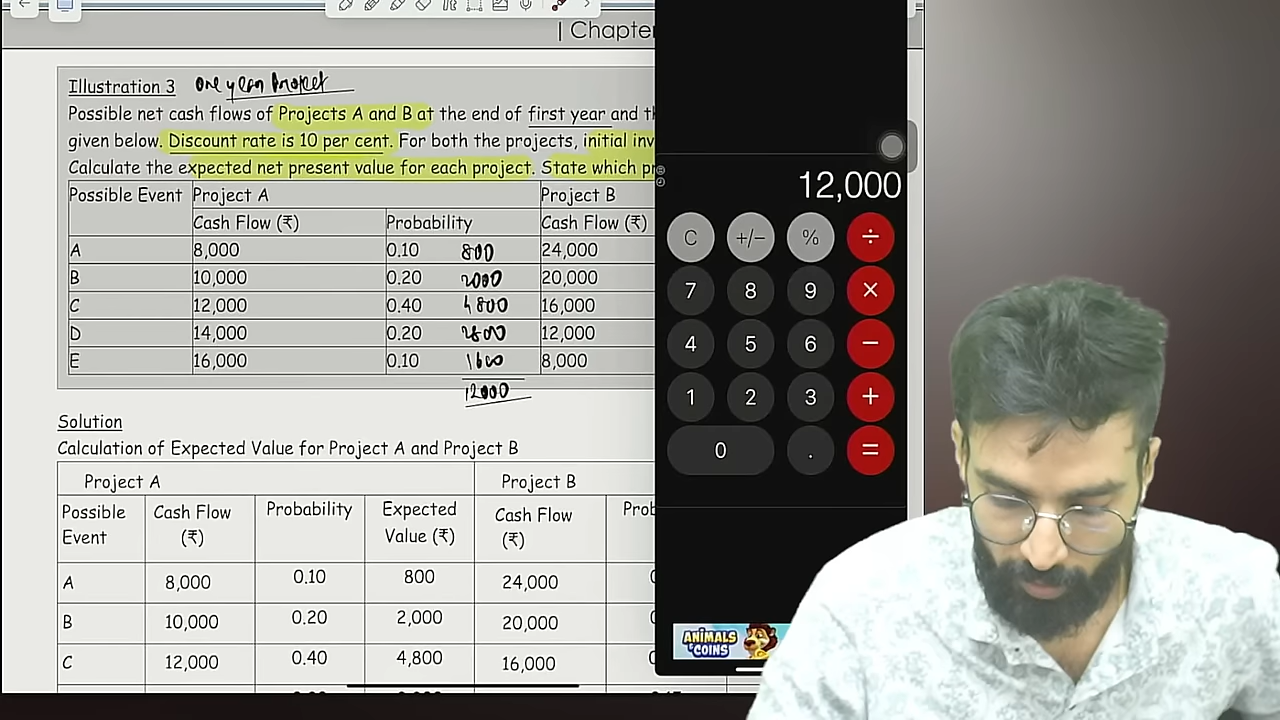 | Chapter
Illustration 3 One year Project
Possible net cash flows of Projects A and B at the end of first year and
given below. Discount rate is 10 per cent. For both the projects, initial
Calculate the expected net present value for each project. State which
Possible Event Project A Project B
Cash Flow (₹) Probability Cash Flow (₹)
A 8,000 0.10 800 24,000
B 10,000 0.20 2000 20,000
C 12,000 0.40 4800 16,000
D 14,000 0.20 2800 12,000
E 16,000 0.10 1600 8,000
12000
Solution
Calculation of Expected Value for Project A and Project B
Project A Project B
Possible Event Cash Flow (₹) Probability Expected Value (₹) Cash Flow (₹)
A 8,000 0.10 800 24,000
B 10,000 0.20 2,000 20,000
C 12,000 0.40 4,800 16,000
12,000
C +/− % ÷
7 8 9 ×
4 5 6 −
1 2 3 +
0 . =
ANIMALS
& COINS